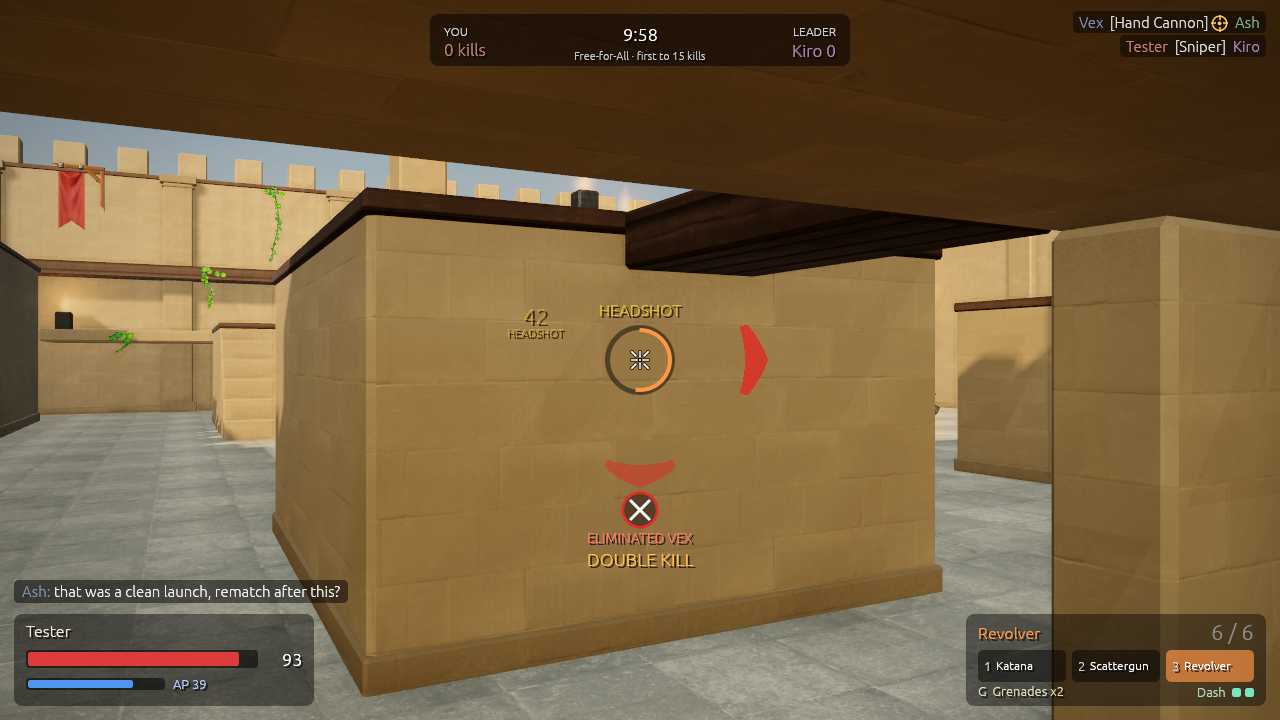 YOU
0 kills
9:58
Free-for-All · first to 15 kills
LEADER
Kiro 0
Vex [Hand Cannon] Ash
Tester [Sniper] Kiro
HEADSHOT
42
HEADSHOT
ELIMINATED VEX
DOUBLE KILL
Ash: that was a clean launch, rematch after this?
Tester
93
AP 39
Revolver 6 / 6
1 Katana 2 Scattergun 3 Revolver
G Grenades x2 Dash